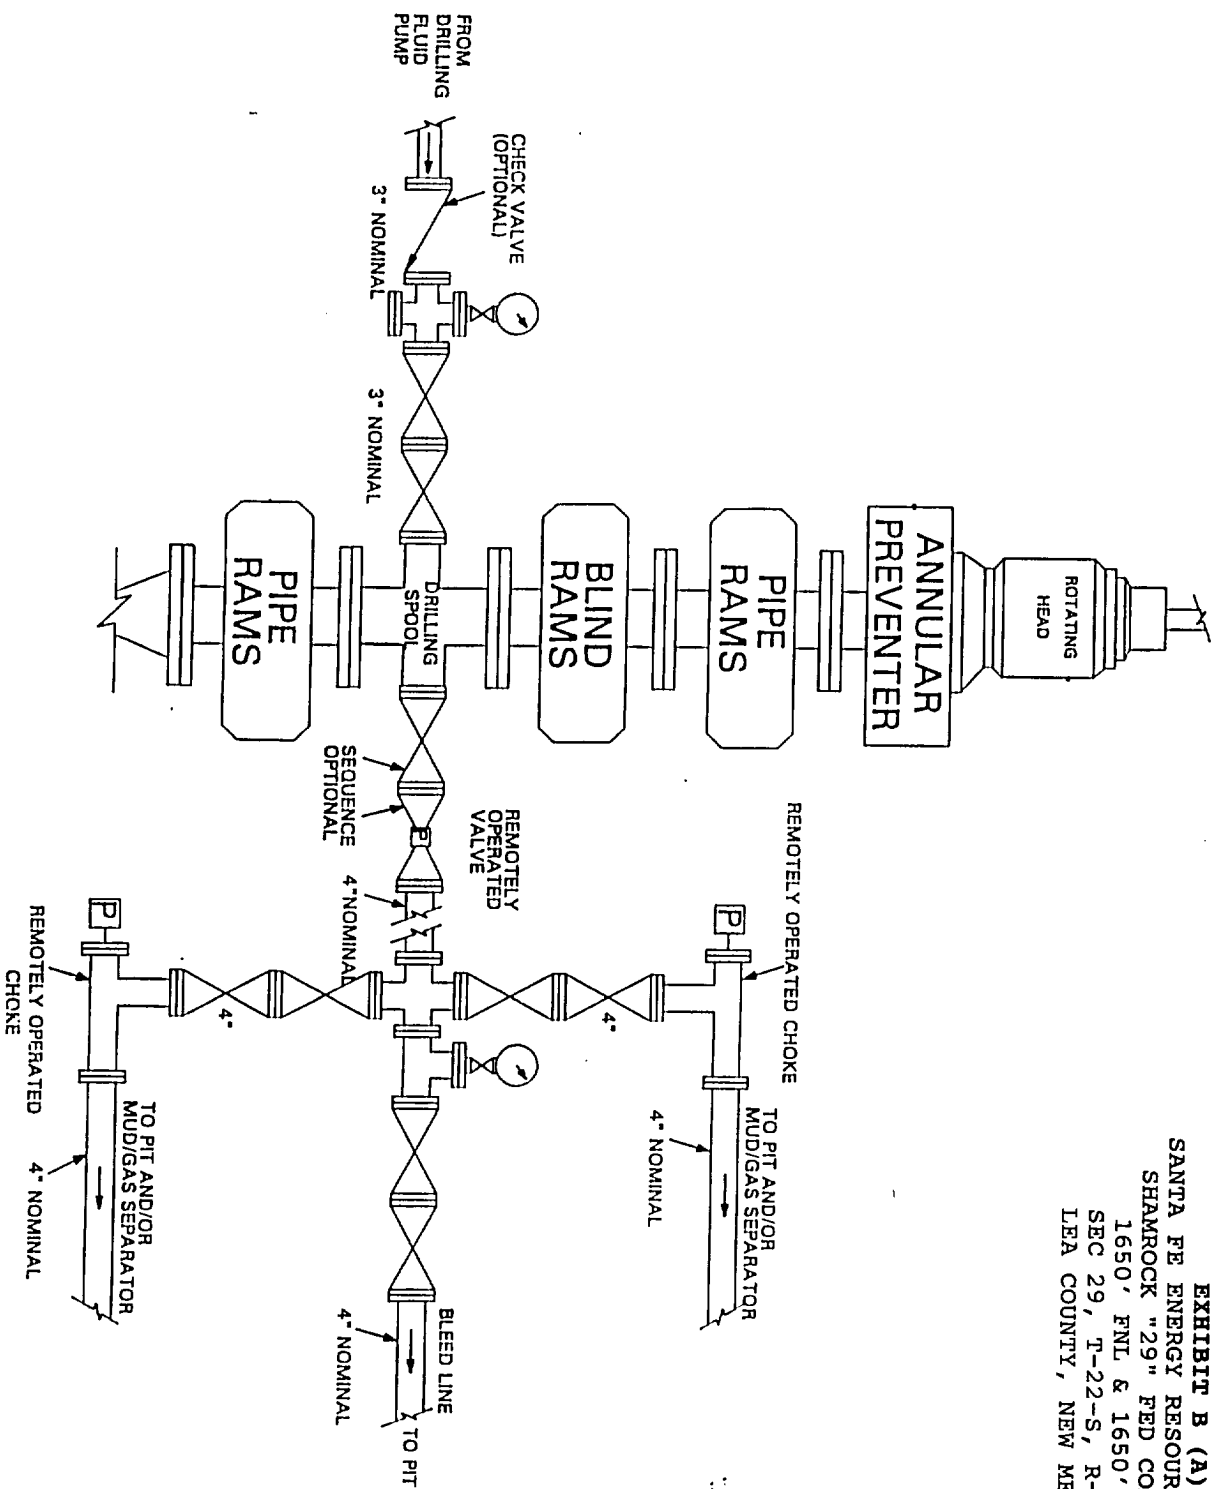 EXHIBIT B (A)
SANTA FE ENERGY RESOUR
SHAMROCK "29" FED CO
1650' FNL & 1650'
SEC 29, T-22-S, R-
LEA COUNTY, NEW ME
ROTATING
HEAD
ANNULAR
PREVENTER
PIPE
RAMS
BLIND
RAMS
DRILLING
SPOOL
PIPE
RAMS
FROM
DRILLING
FLUID
PUMP
CHECK VALVE
(OPTIONAL)
3" NOMINAL
3" NOMINAL
SEQUENCE
OPTIONAL
REMOTELY
OPERATED
VALVE
P
4" NOMINAL
REMOTELY OPERATED CHOKE
P
4"
TO PIT AND/OR
MUD/GAS SEPARATOR
4" NOMINAL
BLEED LINE
4" NOMINAL
TO PIT
4"
P
REMOTELY OPERATED
CHOKE
TO PIT AND/OR
MUD/GAS SEPARATOR
4" NOMINAL